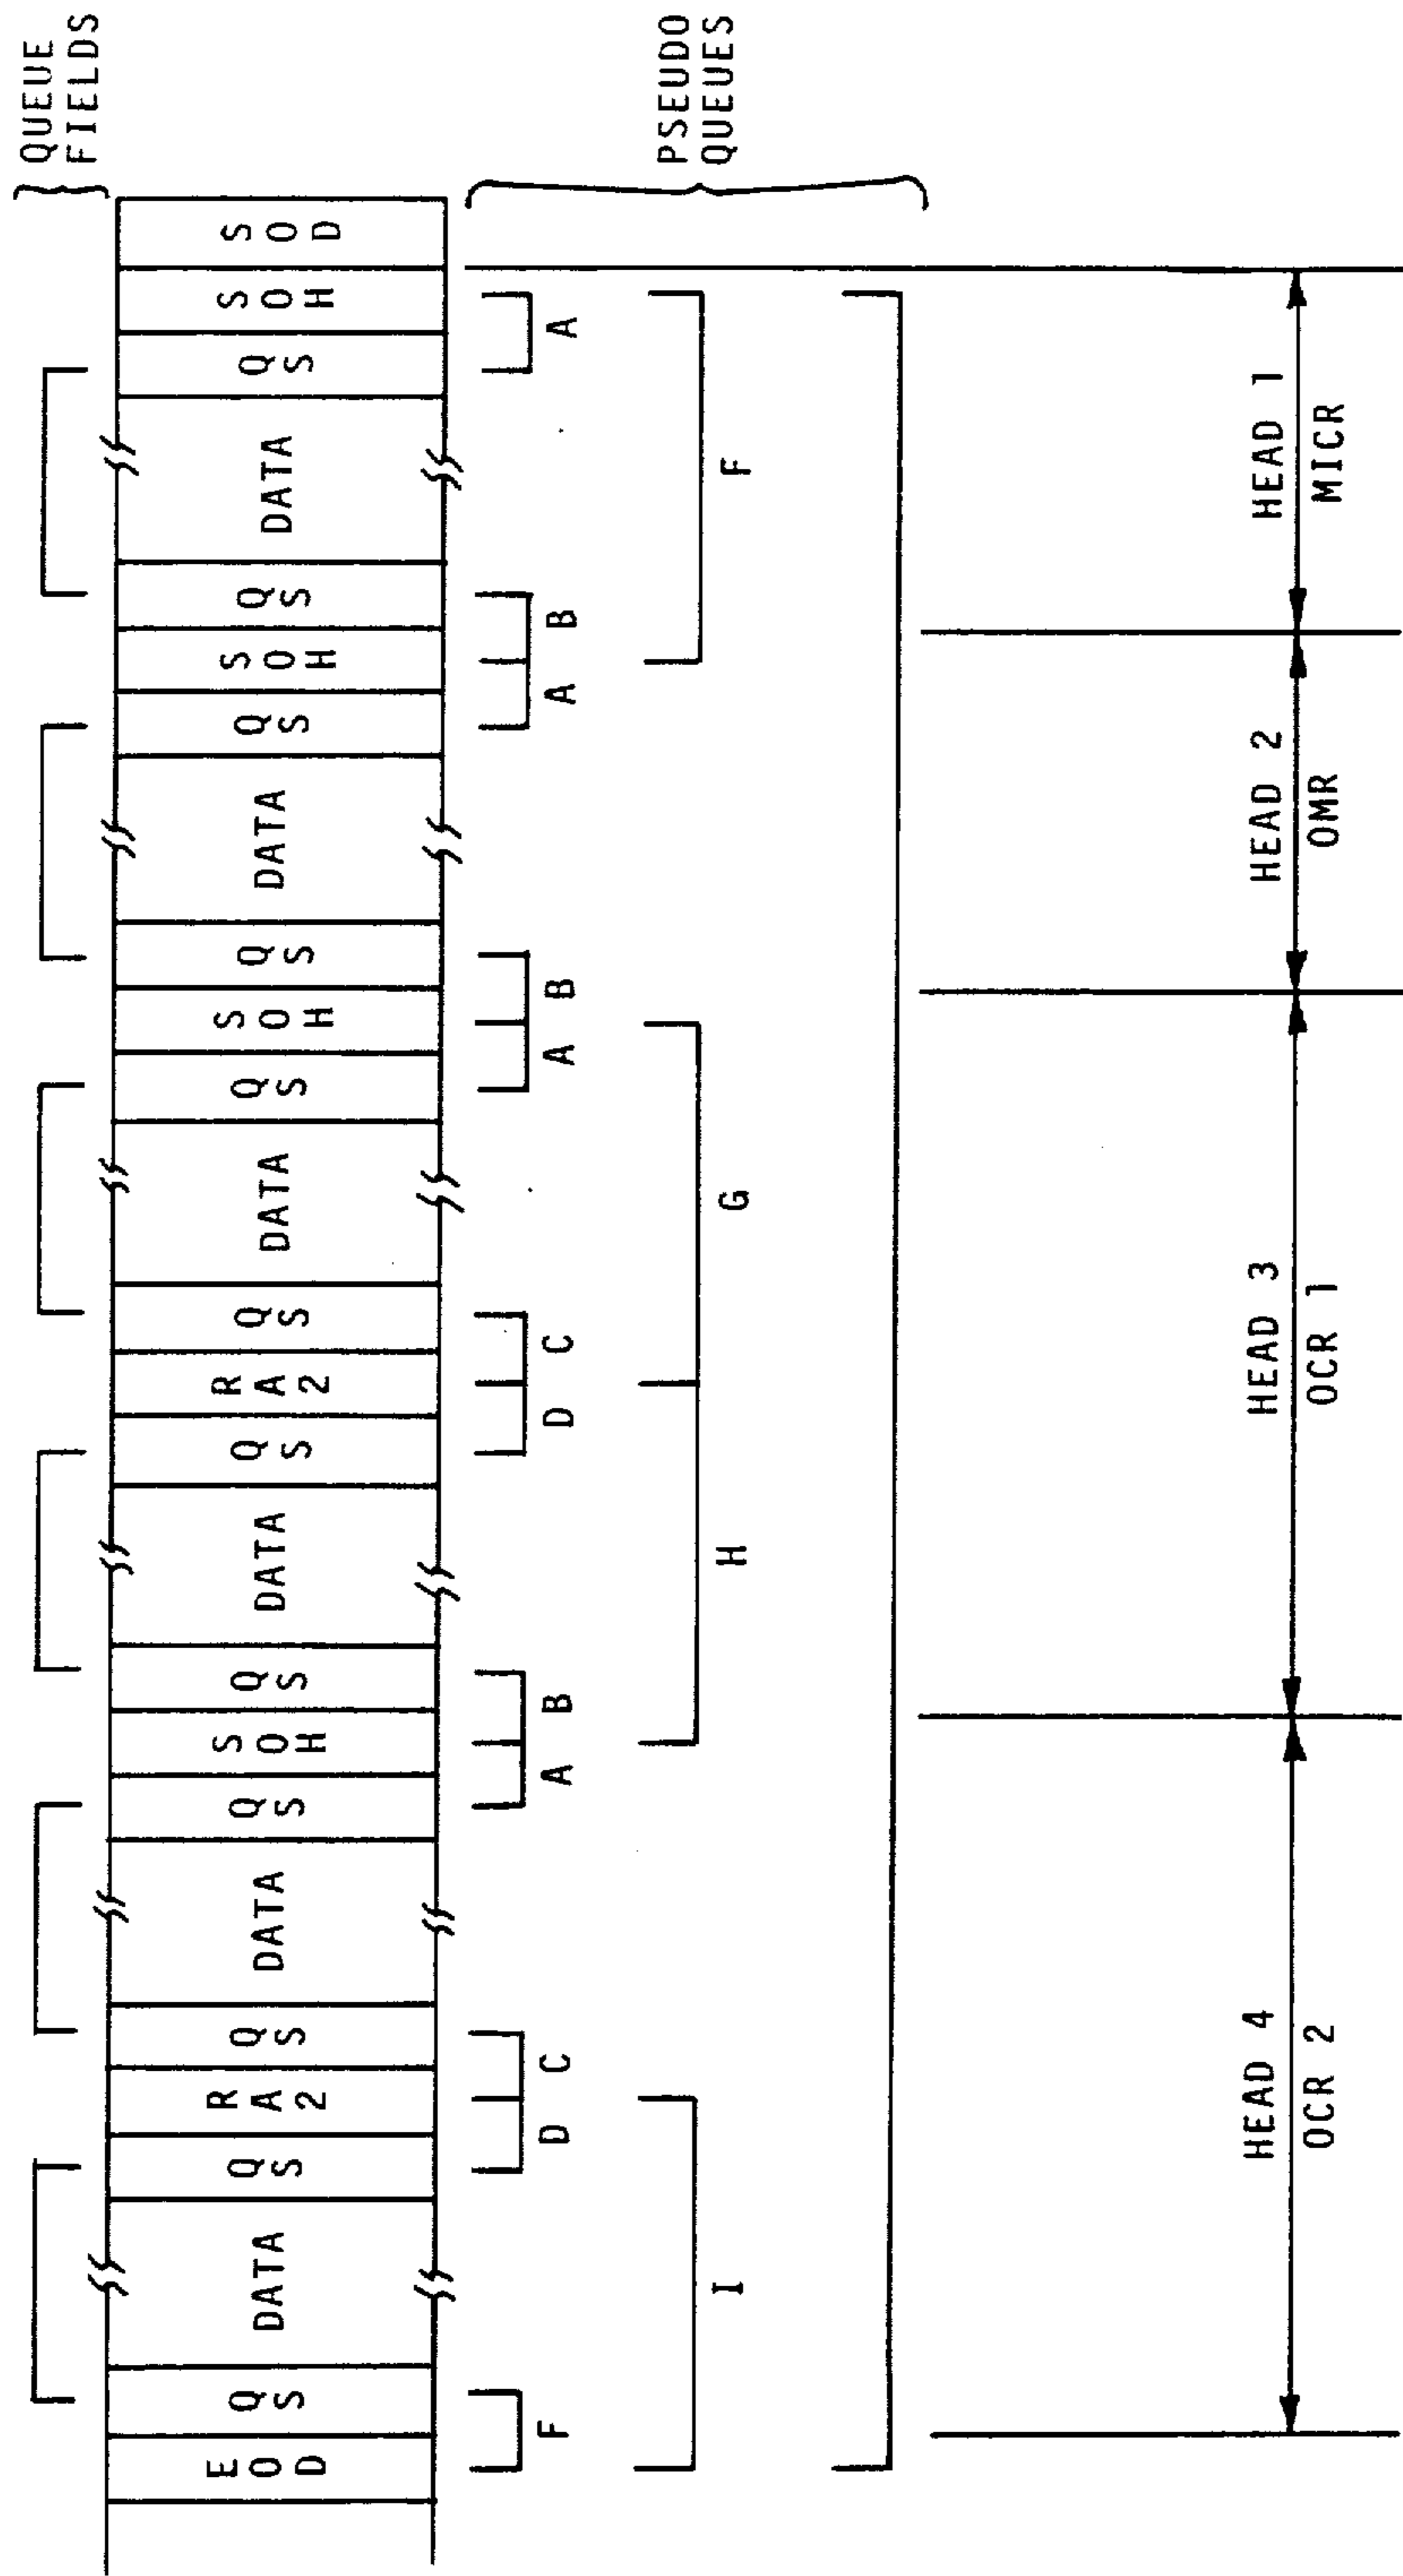 QUEUE
FIELDS
EOD
QS
DATA
QS
RA2
QS
DATA
QS
SOH
QS
DATA
QS
RA2
QS
DATA
QS
SOH
QS
DATA
QS
SOH
QS
DATA
QS
SOH
SOD
F
D
C
A
B
D
C
A
B
A
B
A
PSEUDO
QUEUES
I
H
G
F
HEAD 4
OCR 2
HEAD 3
OCR 1
HEAD 2
OMR
HEAD 1
MICR